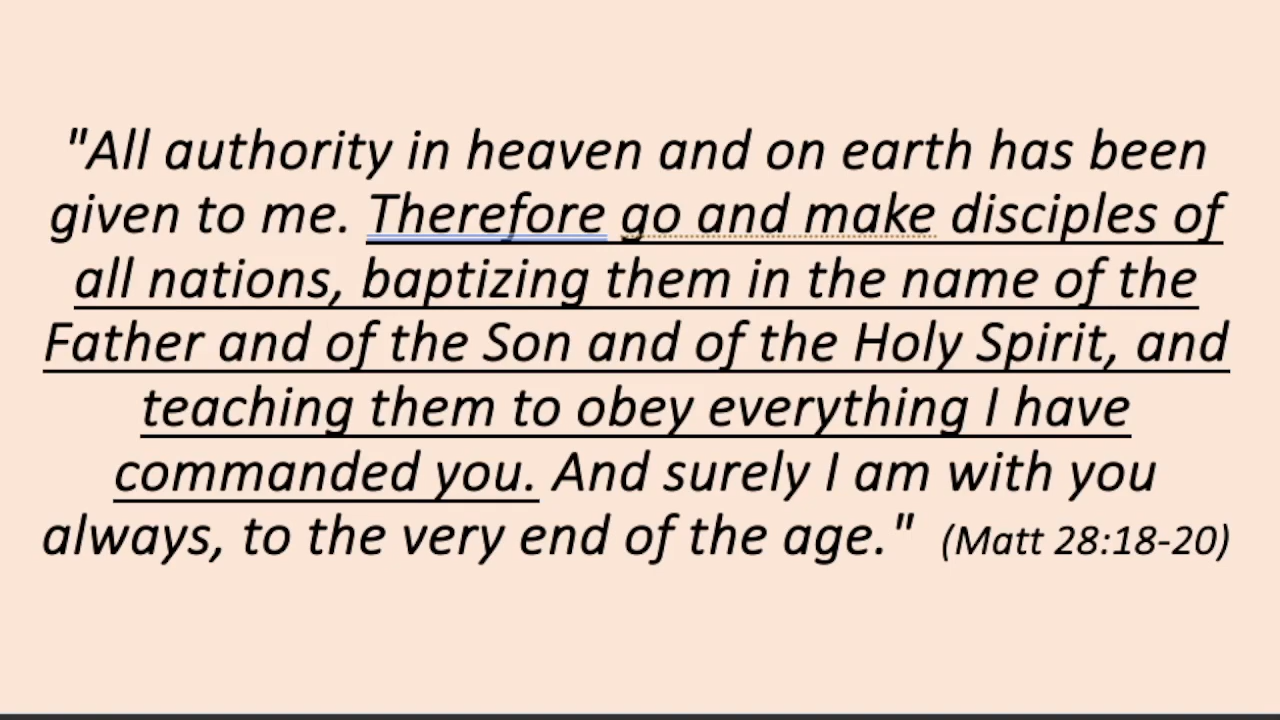 "All authority in heaven and on earth has been
given to me. Therefore go and make disciples of
all nations, baptizing them in the name of the
Father and of the Son and of the Holy Spirit, and
teaching them to obey everything I have
commanded you. And surely I am with you
always, to the very end of the age." (Matt 28:18-20)